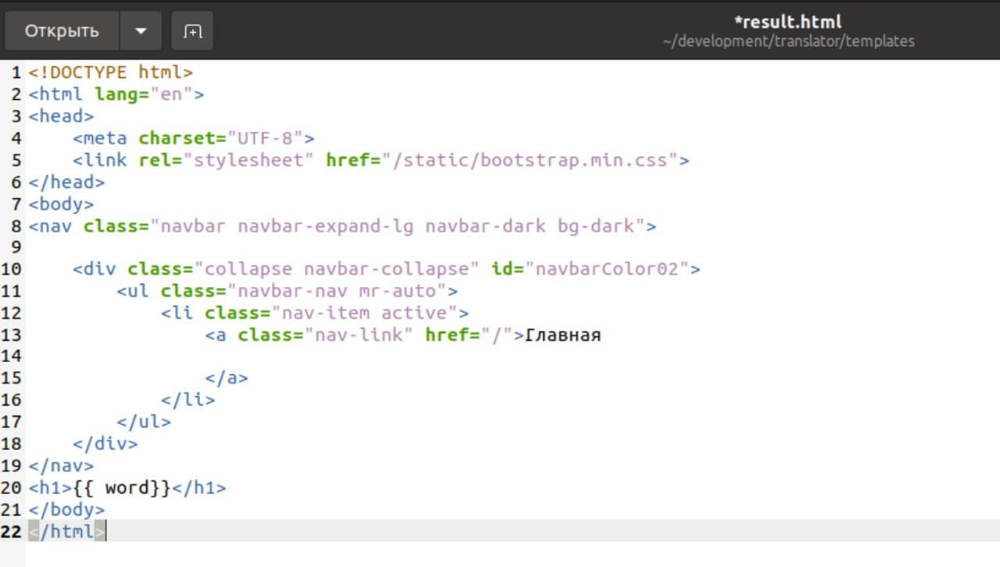 Открыть
*result.html
~/development/translator/templates
1 <!DOCTYPE html>
2 <html lang="en">
3 <head>
4     <meta charset="UTF-8">
5     <link rel="stylesheet" href="/static/bootstrap.min.css">
6 </head>
7 <body>
8 <nav class="navbar navbar-expand-lg navbar-dark bg-dark">
9
10     <div class="collapse navbar-collapse" id="navbarColor02">
11         <ul class="navbar-nav mr-auto">
12             <li class="nav-item active">
13                 <a class="nav-link" href="/">Главная
14
15                 </a>
16             </li>
17         </ul>
18     </div>
19 </nav>
20 <h1>{{ word}}</h1>
21 </body>
22 </html>